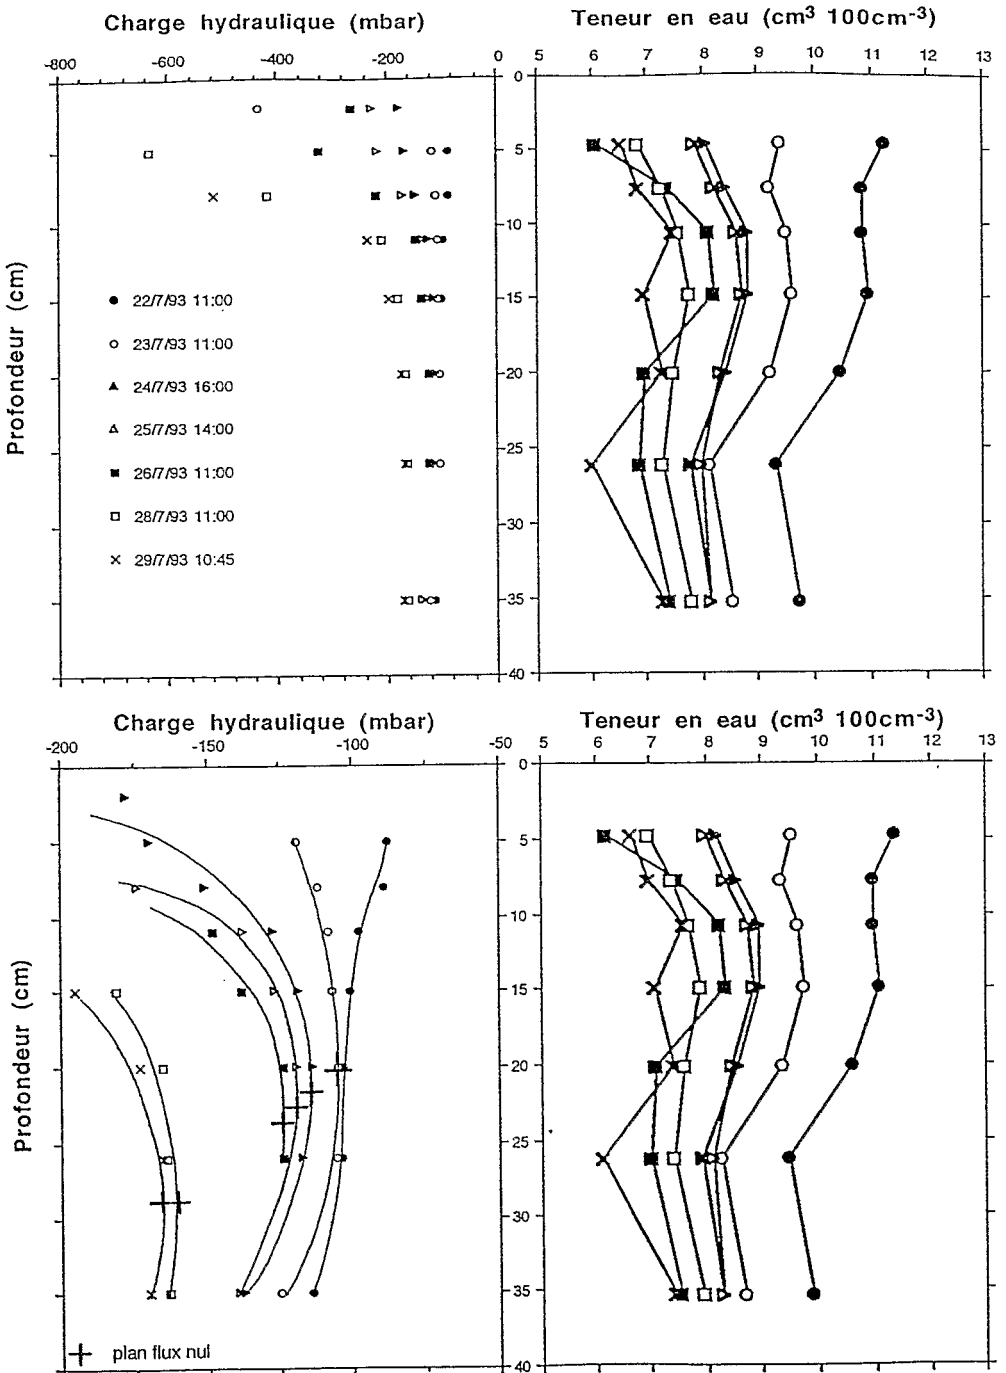 Charge hydraulique (mbar)
Teneur en eau (cm3 100cm-3)
-800 -600 -400 -200 0 5 6 7 8 9 10 11 12 13
0
-5
-10
-15
-20
-25
-30
-35
-40
Profondeur (cm)
22/7/93 11:00
23/7/93 11:00
24/7/93 16:00
25/7/93 14:00
26/7/93 11:00
28/7/93 11:00
29/7/93 10:45
Charge hydraulique (mbar)
Teneur en eau (cm3 100cm-3)
-200 -150 -100 -50 5 6 7 8 9 10 11 12 13
0
5
10
15
20
25
30
35
40
Profondeur (cm)
plan flux nul